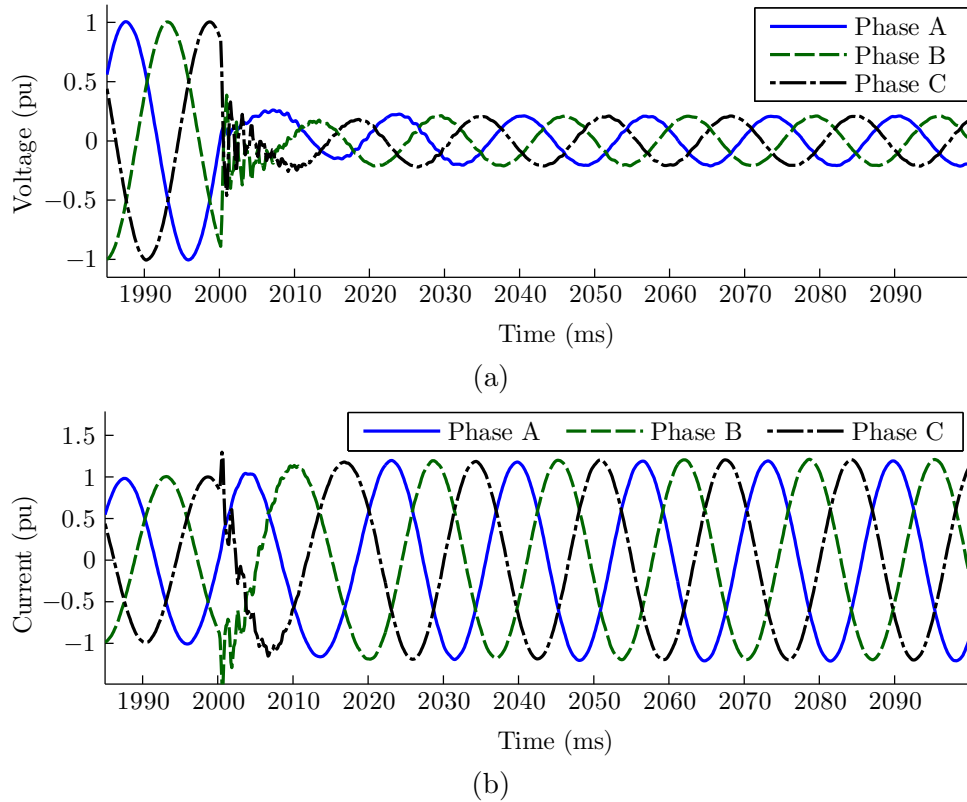 Phase A
Phase B
Phase C
1
0.5
0
−0.5
−1
Voltage (pu)
1990 2000 2010 2020 2030 2040 2050 2060 2070 2080 2090
Time (ms)
(a)
Phase A Phase B Phase C
1.5
1
0.5
0
−0.5
−1
Current (pu)
1990 2000 2010 2020 2030 2040 2050 2060 2070 2080 2090
Time (ms)
(b)